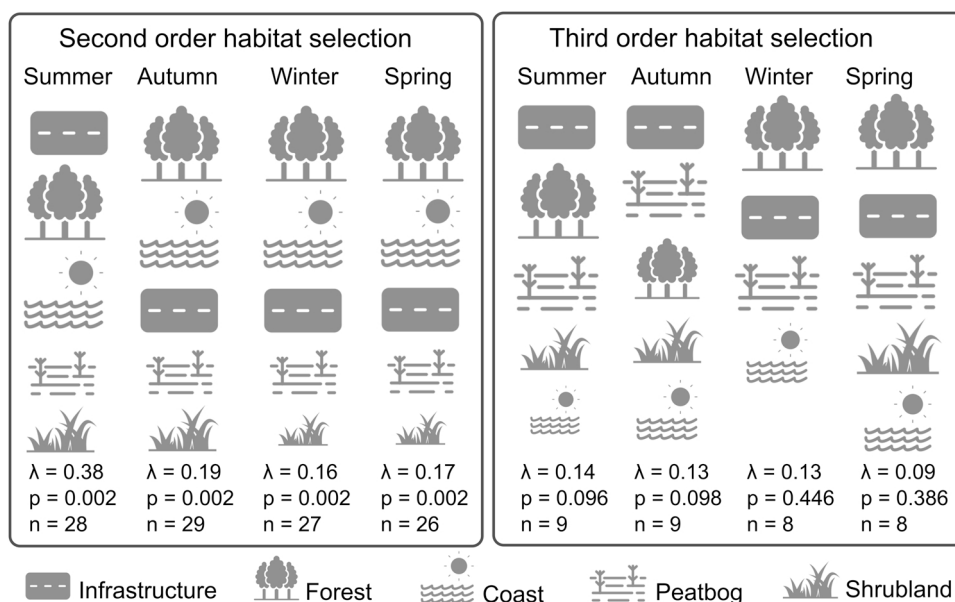 Second order habitat selection
Summer Autumn Winter Spring
λ = 0.38 λ = 0.19 λ = 0.16 λ = 0.17
p = 0.002 p = 0.002 p = 0.002 p = 0.002
n = 28 n = 29 n = 27 n = 26
Third order habitat selection
Summer Autumn Winter Spring
λ = 0.14 λ = 0.13 λ = 0.13 λ = 0.09
p = 0.096 p = 0.098 p = 0.446 p = 0.386
n = 9 n = 9 n = 8 n = 8
Infrastructure Forest Coast Peatbog Shrubland